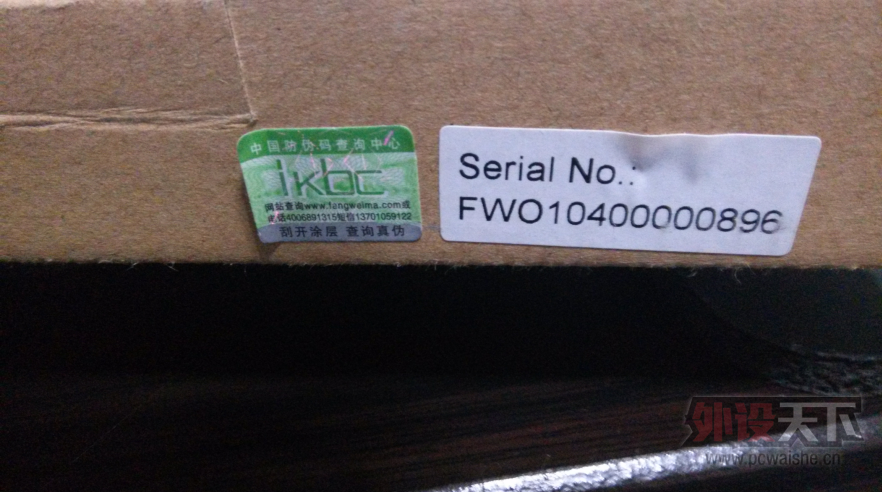 中国防伪码查询中心
ikbc
网站查询www.fangweima.com或
电话4006891315短信13701059122
刮开涂层 查询真伪
Serial No.:
FWO10400000896
外设天下
www.pcwaishe.cn